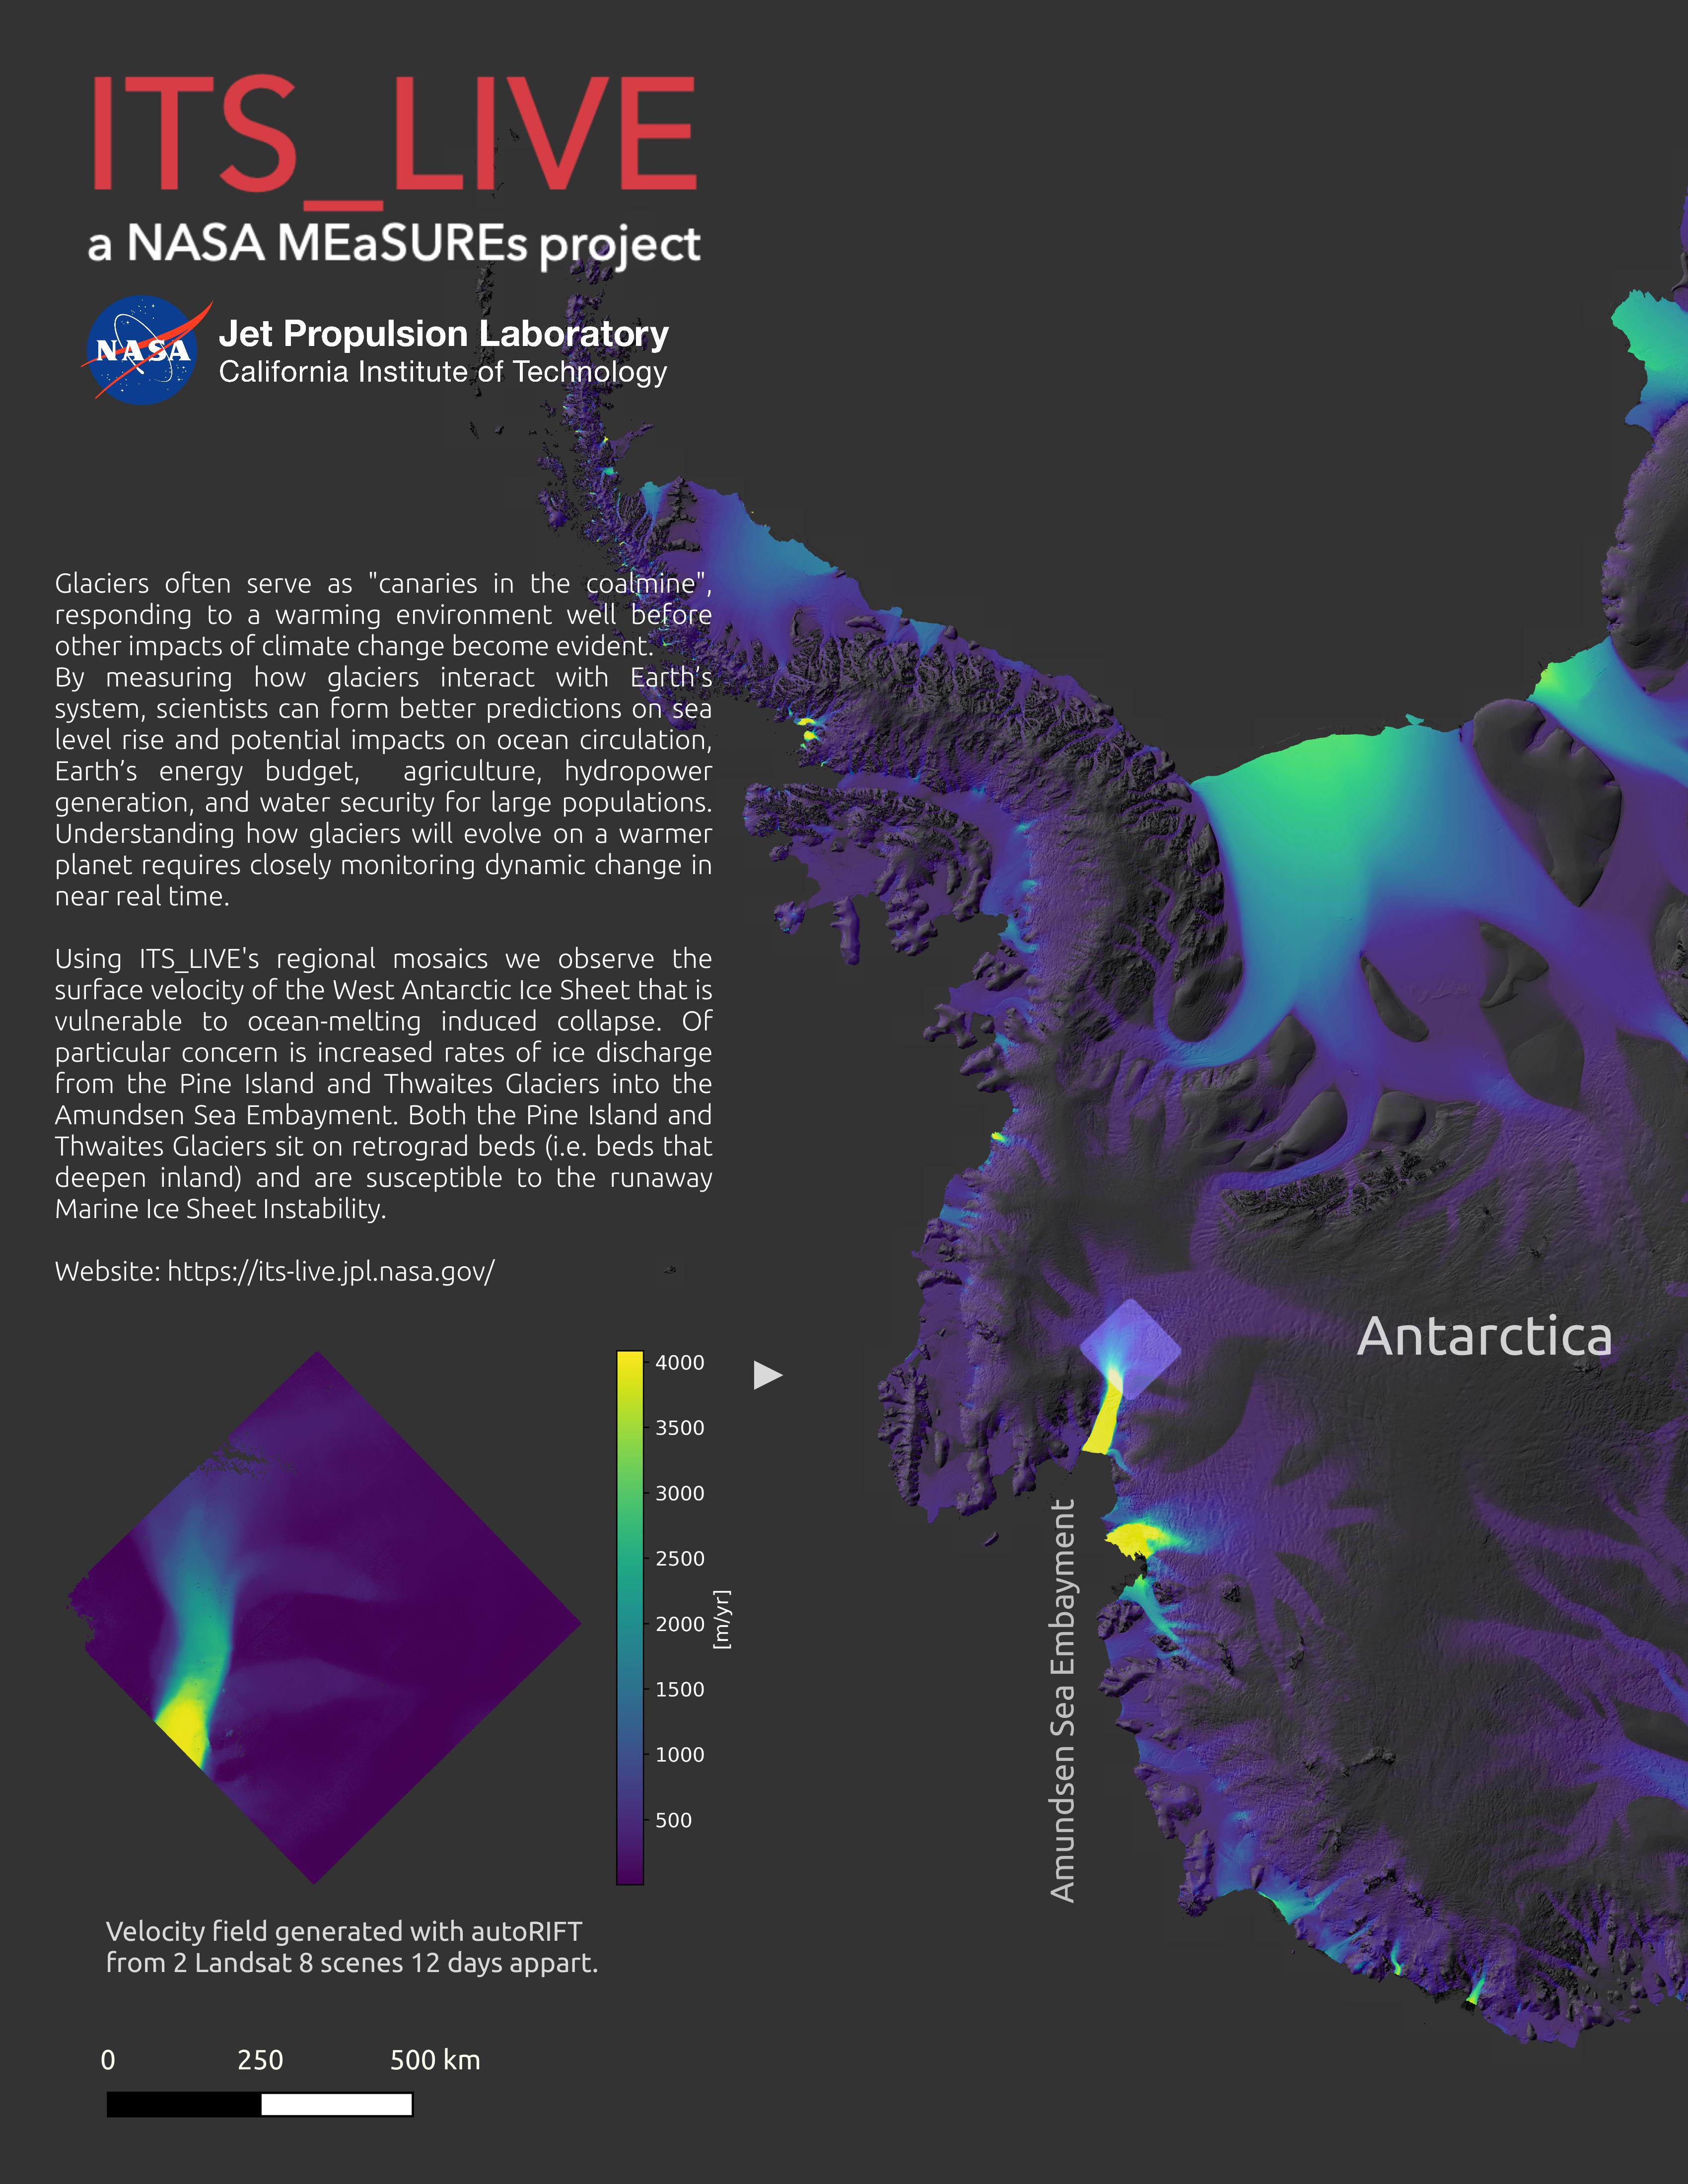 ITS_LIVE
a NASA MEaSUREs project
NASA
Jet Propulsion Laboratory
California Institute of Technology
Glaciers often serve as "canaries in the coalmine",
responding to a warming environment well before
other impacts of climate change become evident.
By measuring how glaciers interact with Earth’s
system, scientists can form better predictions on sea
level rise and potential impacts on ocean circulation,
Earth’s energy budget, agriculture, hydropower
generation, and water security for large populations.
Understanding how glaciers will evolve on a warmer
planet requires closely monitoring dynamic change in
near real time.
Using ITS_LIVE's regional mosaics we observe the
surface velocity of the West Antarctic Ice Sheet that is
vulnerable to ocean-melting induced collapse. Of
particular concern is increased rates of ice discharge
from the Pine Island and Thwaites Glaciers into the
Amundsen Sea Embayment. Both the Pine Island and
Thwaites Glaciers sit on retrograd beds (i.e. beds that
deepen inland) and are susceptible to the runaway
Marine Ice Sheet Instability.
Website: https://its-live.jpl.nasa.gov/
4000
3500
3000
2500
2000
1500
1000
500
[m/yr]
Antarctica
Amundsen Sea Embayment
Velocity field generated with autoRIFT
from 2 Landsat 8 scenes 12 days appart.
0 250 500 km